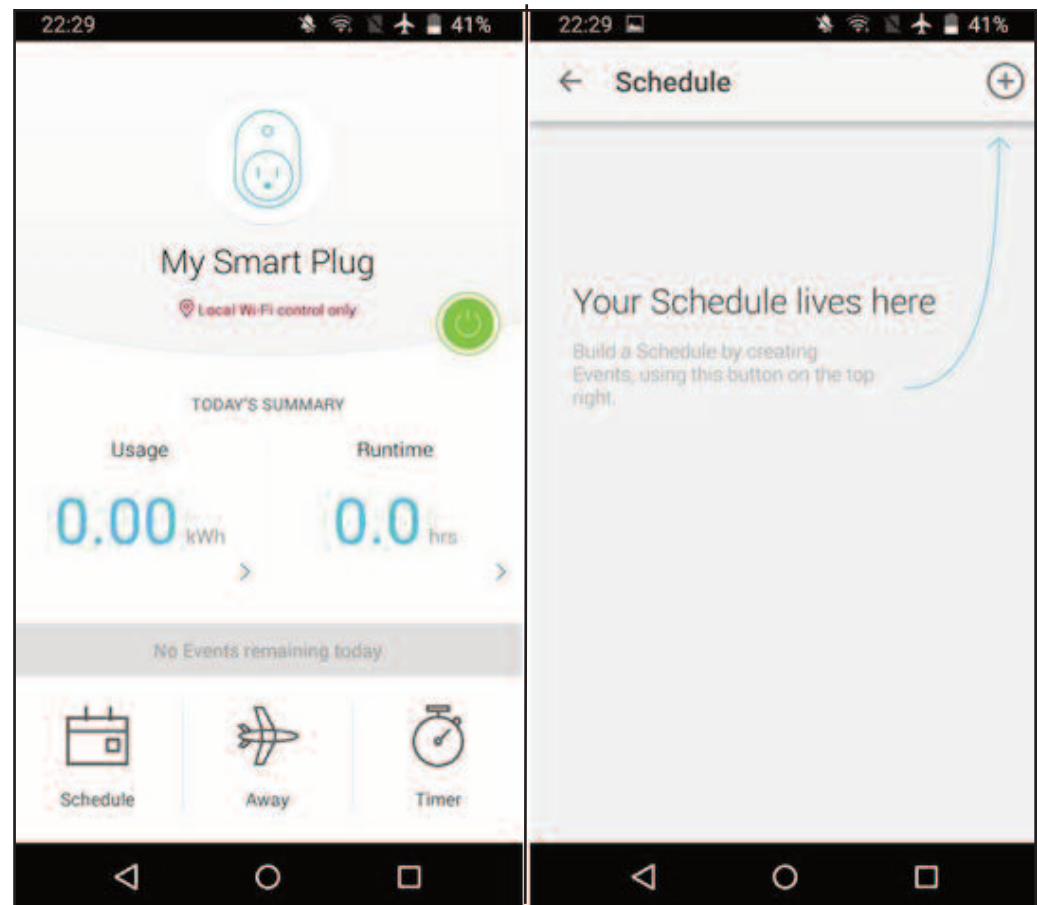 22:29
41%
My Smart Plug
Local Wi-Fi control only
TODAY'S SUMMARY
Usage
Runtime
0.00 kWh
0.0 hrs
No Events remaining today
Schedule
Away
Timer
22:29
41%
Schedule
Your Schedule lives here
Build a Schedule by creating
Events, using this button on the top
right.